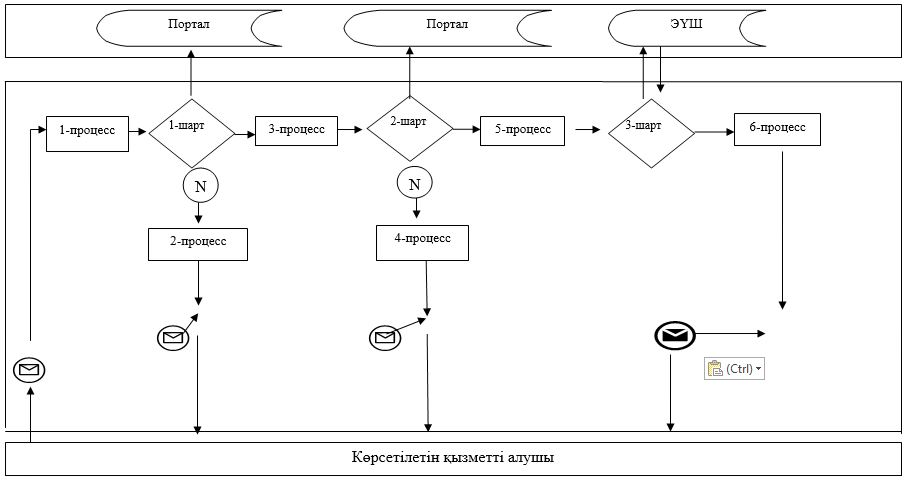 Портал
Портал
ЭҮШ
1-процесс
1-шарт
3-процесс
2-шарт
5-процесс
3-шарт
6-процесс
N
N
2-процесс
4-процесс
(Ctrl)
Көрсетілетін қызметті алушы